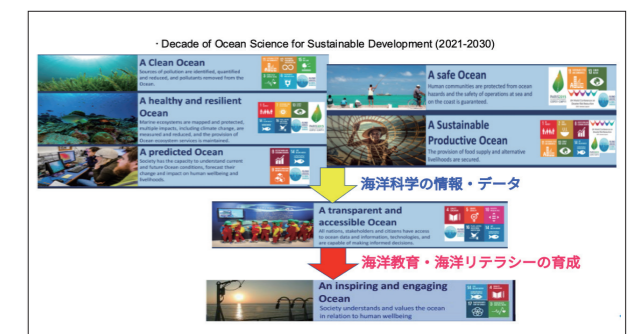 · Decade of Ocean Science for Sustainable Development (2021-2030)
A Clean Ocean
Sources of pollution are identified, quantified
and reduced, and pollutants removed from the
Ocean.
A healthy and resilient
Ocean
Marine ecosystems are mapped and protected,
multiple impacts, including climate change, are
measured and reduced, and the provision of
Ocean ecosystem services is maintained.
A predicted Ocean
Society has the capacity to understand current
and future Ocean conditions, forecast their
change and impact on human wellbeing and
livelihoods.
A safe Ocean
Human communities are protected from ocean
hazards and the safety of operations at sea and
on the coast is guaranteed.
A Sustainable
Productive Ocean
The provision of food supply and alternative
livelihoods are secured.
海洋科学の情報・データ
A transparent and
accessible Ocean
All nations, stakeholders and citizens have access
to ocean data and information, technologies, and
are capable of making informed decisions.
海洋教育・海洋リテラシーの育成
An inspiring and engaging
Ocean
Society understands and values the ocean
in relation to human wellbeing